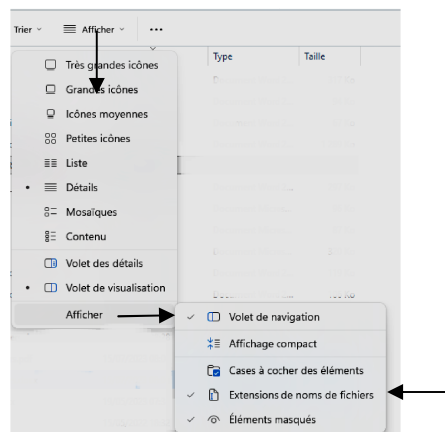 Trier Afficher ...
Type Taille
Très grandes icônes
Grandes icônes
Icônes moyennes
Petites icônes
Liste
Détails
Mosaïques
Contenu
Volet des détails
Volet de visualisation
Afficher
Volet de navigation
Affichage compact
Cases à cocher des éléments
Extensions de noms de fichiers
Éléments masqués